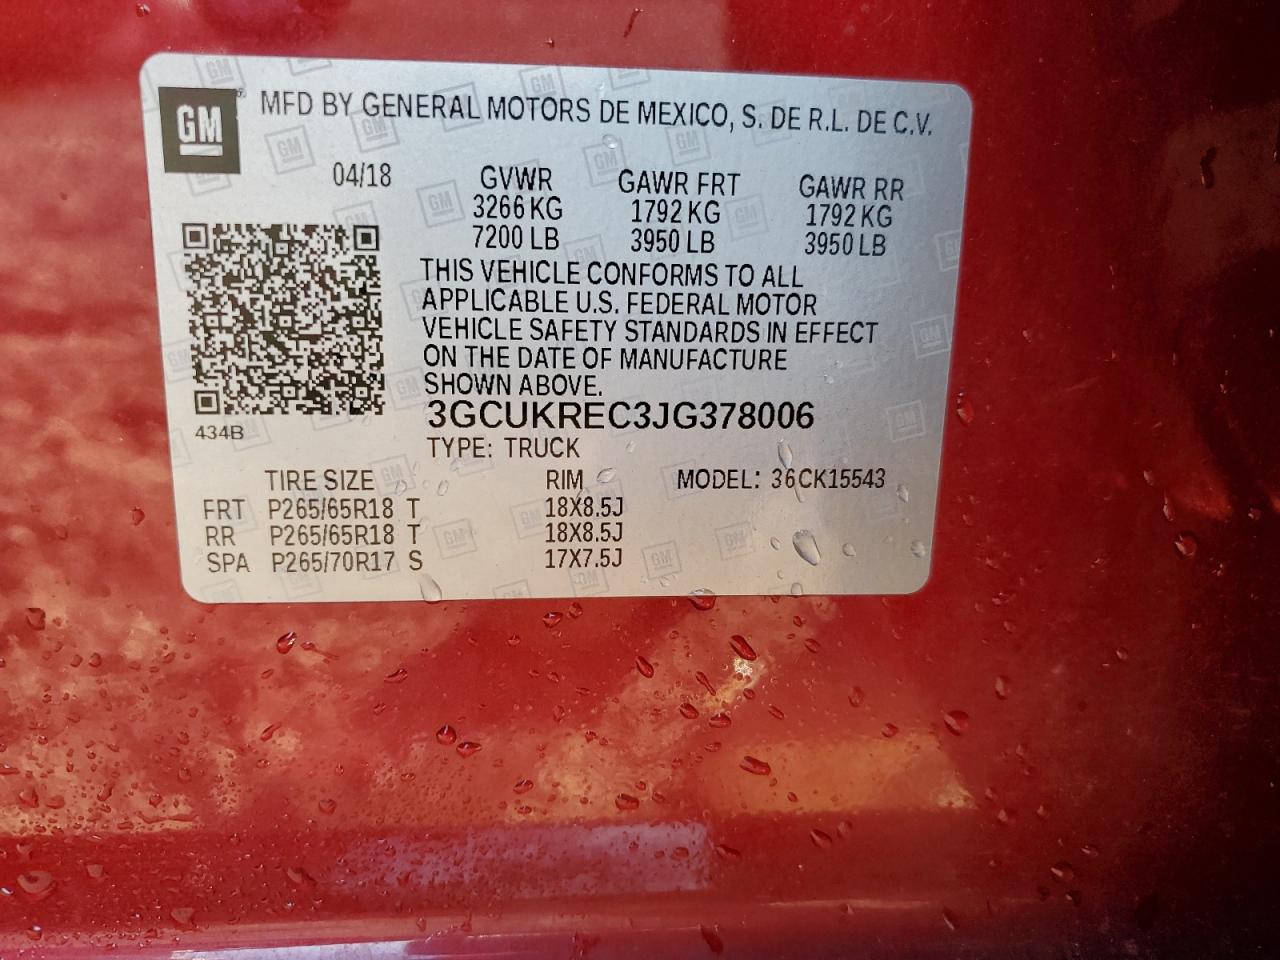 GM MFD BY GENERAL MOTORS DE MEXICO, S. DE R.L. DE C.V.
04/18 GVWR GAWR FRT GAWR RR
3266 KG 1792 KG 1792 KG
7200 LB 3950 LB 3950 LB
THIS VEHICLE CONFORMS TO ALL
APPLICABLE U.S. FEDERAL MOTOR
VEHICLE SAFETY STANDARDS IN EFFECT
ON THE DATE OF MANUFACTURE
SHOWN ABOVE.
3GCUKREC3JG378006
434B
TYPE: TRUCK
TIRE SIZE RIM MODEL: 36CK15543
FRT P265/65R18 T 18X8.5J
RR P265/65R18 T 18X8.5J
SPA P265/70R17 S 17X7.5J